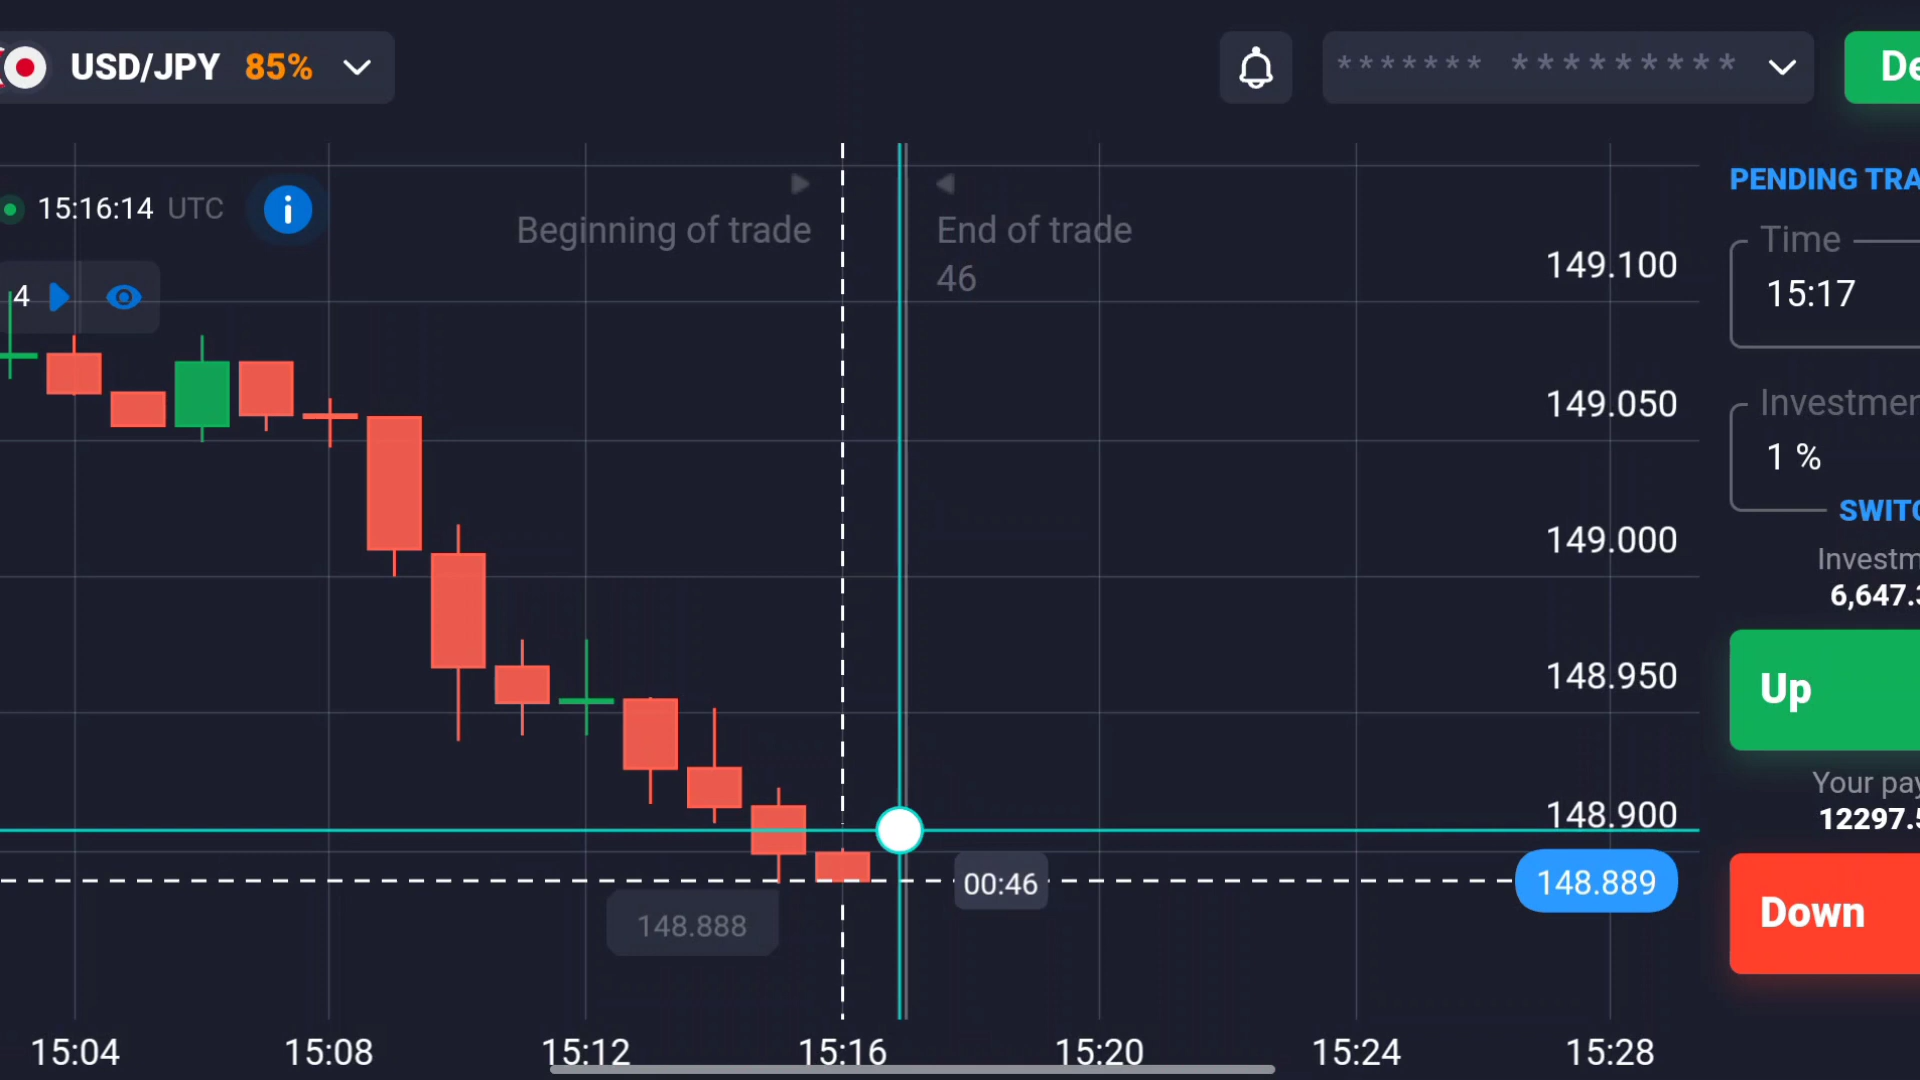 USD/JPY 85%
******* *********
De
15:16:14 UTC
4
Beginning of trade
End of trade
46
149.100
149.050
149.000
148.950
148.900
148.889
00:46
148.888
15:04 15:08 15:12 15:16 15:20 15:24 15:28
PENDING TRA
Time
15:17
Investmen
1 %
SWITC
Investm
6,647.3
Up
Your pay
12297.5
Down